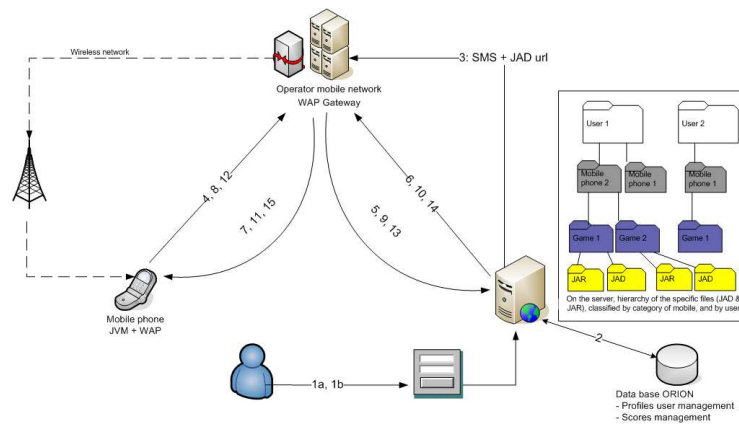 Wireless network
3: SMS + JAD url
Operator mobile network
WAP Gateway
User 1
User 2
Mobile
phone 2
Mobile
phone 1
Mobile
phone 1
4, 8, 12
7, 11, 15
6, 10, 14
5, 9, 13
Game 1
Game 2
Game 1
JAR
JAD
JAR
JAD
On the server, hierarchy of the specific files (JAD &
JAR), classified by category of mobile, and by user
Mobile phone
JVM + WAP
2
1a, 1b
Data base ORION
- Profiles user management
- Scores management